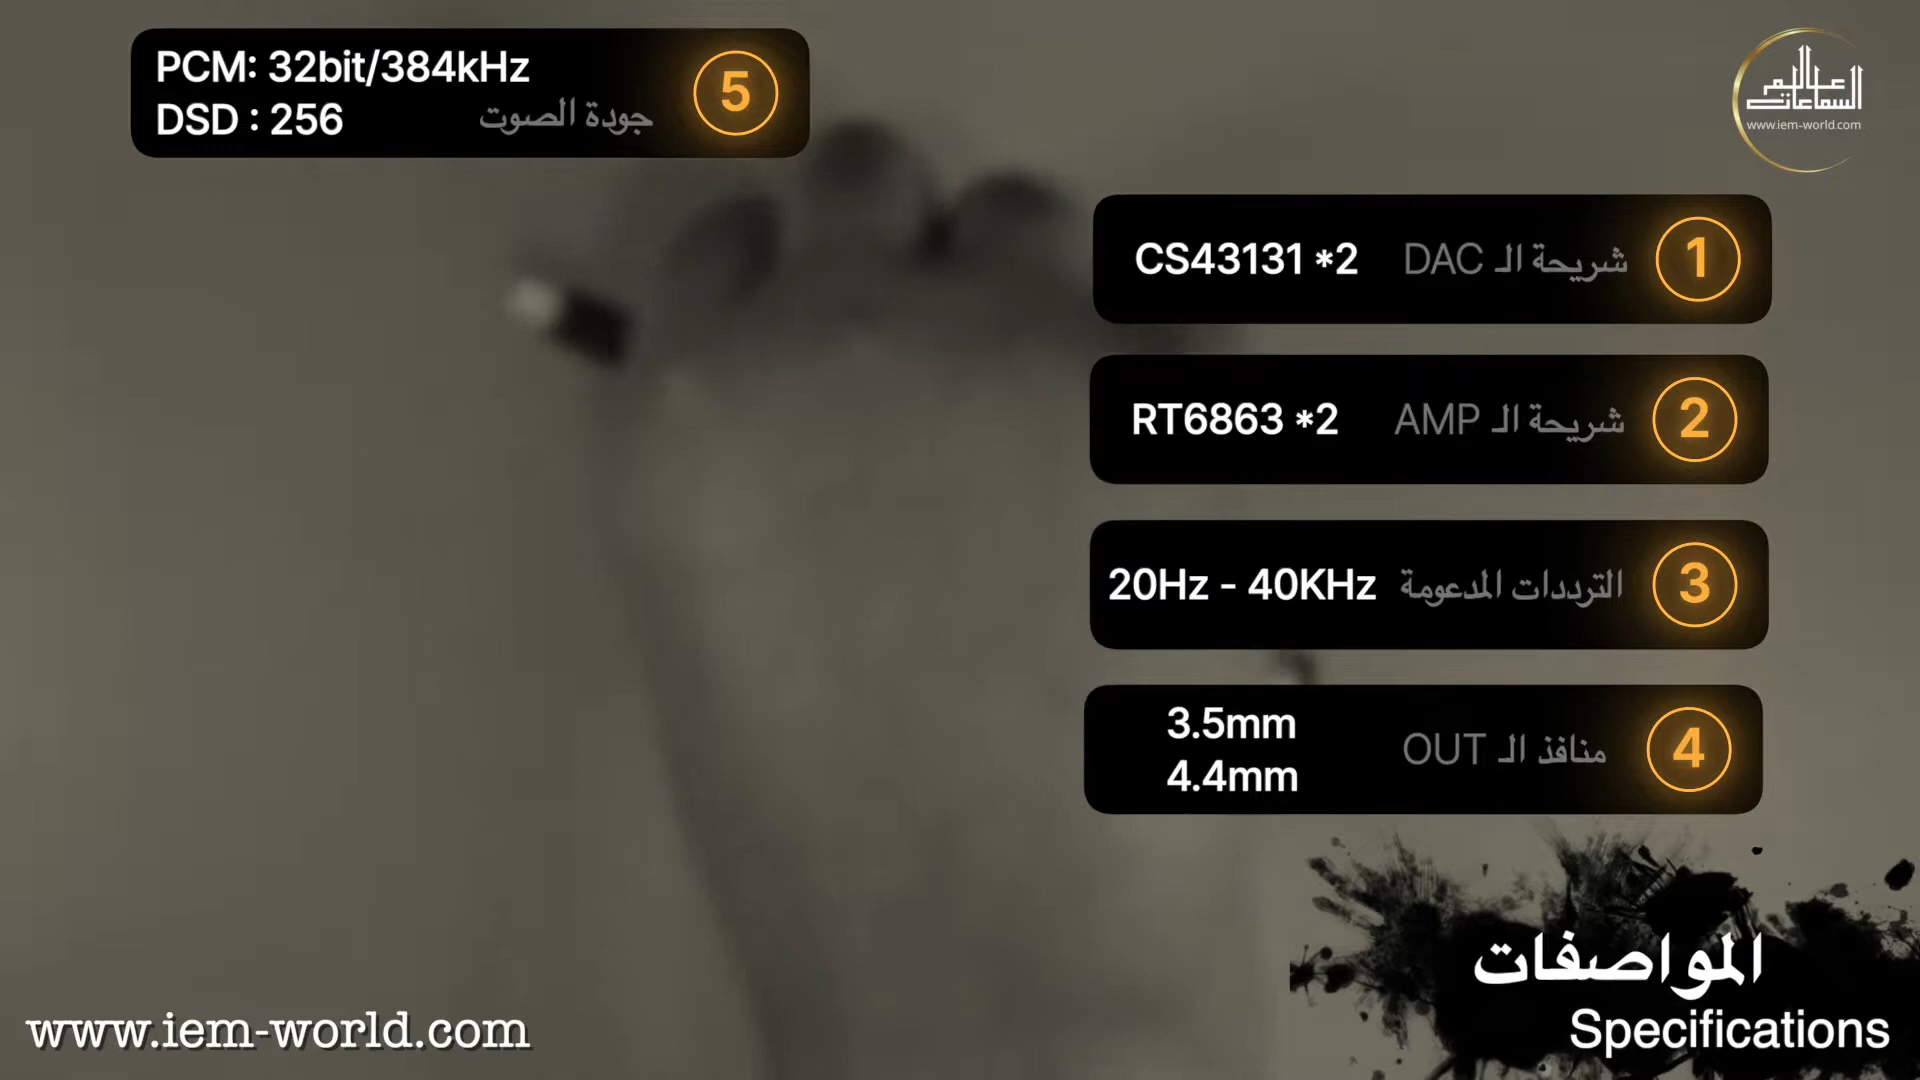 PCM: 32bit/384kHz
DSD : 256
جودة الصوت
5
عالم
السماعات
www.iem-world.com
CS43131 *2
شريحة الـ DAC
1
RT6863 *2
شريحة الـ AMP
2
20Hz - 40KHz
الترددات المدعومة
3
3.5mm
4.4mm
منافذ الـ OUT
4
المواصفات
Specifications
www.iem-world.com